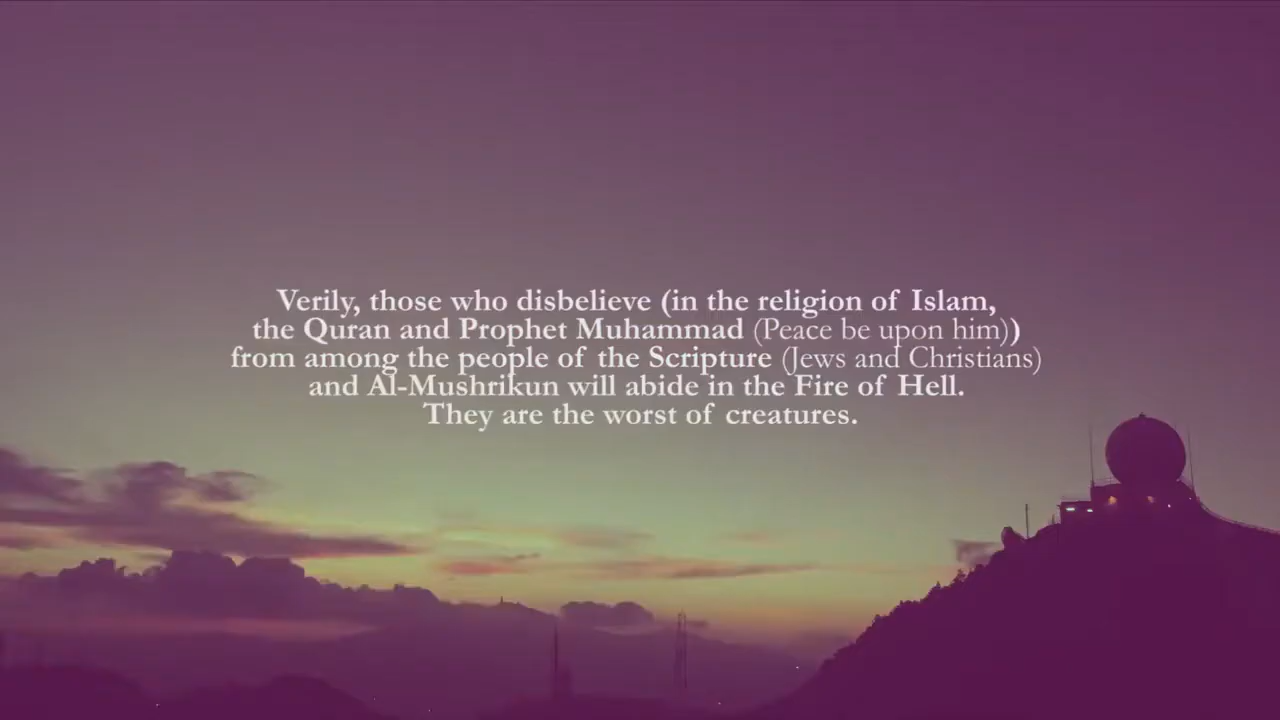 Verily, those who disbelieve (in the religion of Islam,
the Quran and Prophet Muhammad (Peace be upon him))
from among the people of the Scripture (Jews and Christians)
and Al-Mushrikun will abide in the Fire of Hell.
They are the worst of creatures.